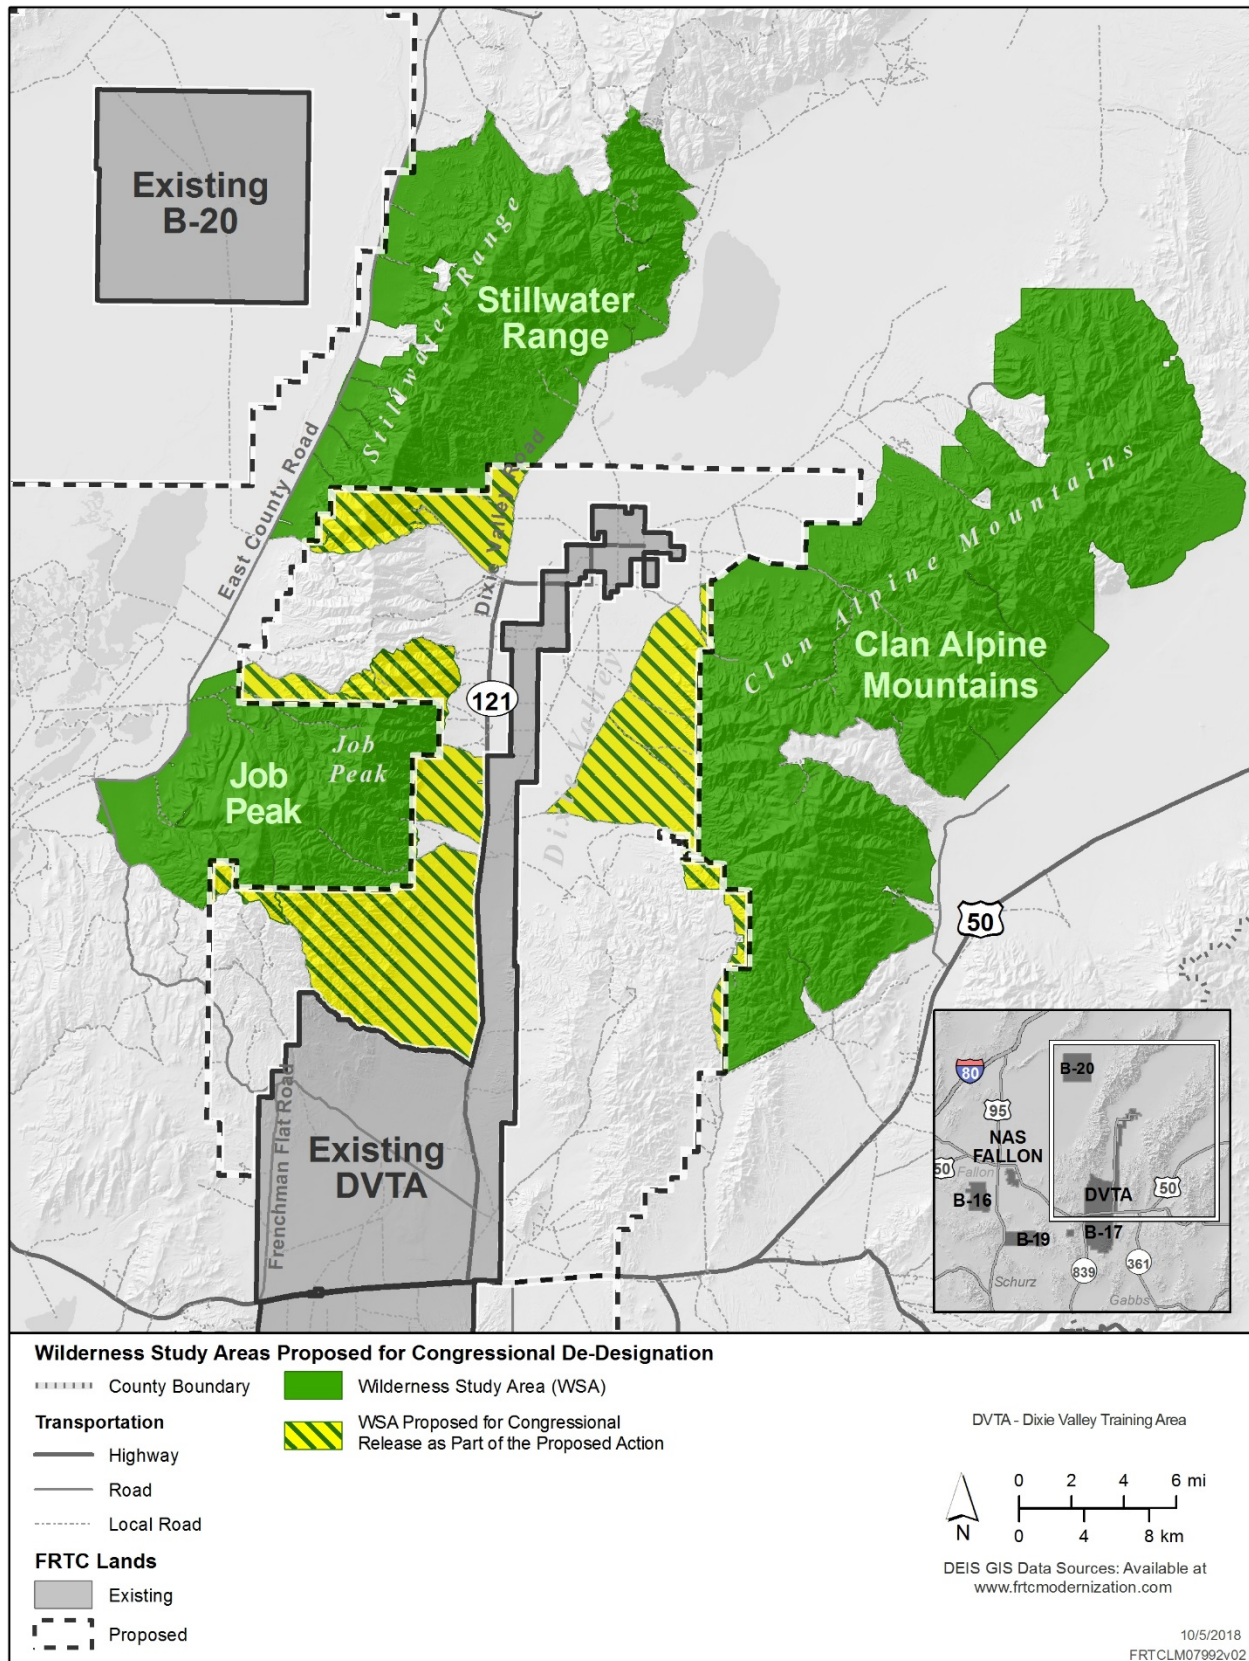 Existing
B-20
Stillwater Range
Stillwater
Range
East County Road
Dixie Valley Road
Clan Alpine Mountains
Clan Alpine
Mountains
121
Dixie Valley
Job
Peak
Job
Peak
50
Frenchman Flat Road
Existing
DVTA
80
B-20
95
NAS
FALLON
50
Fallon
B-16
DVTA
50
B-19
B-17
839
361
Schurz
Gabbs
Wilderness Study Areas Proposed for Congressional De-Designation
County Boundary
Wilderness Study Area (WSA)
Transportation
WSA Proposed for Congressional
Release as Part of the Proposed Action
Highway
Road
Local Road
FRTC Lands
Existing
Proposed
DVTA - Dixie Valley Training Area
N
0 2 4 6 mi
0 4 8 km
DEIS GIS Data Sources: Available at
www.frtcmodernization.com
10/5/2018
FRTCLM07992v02